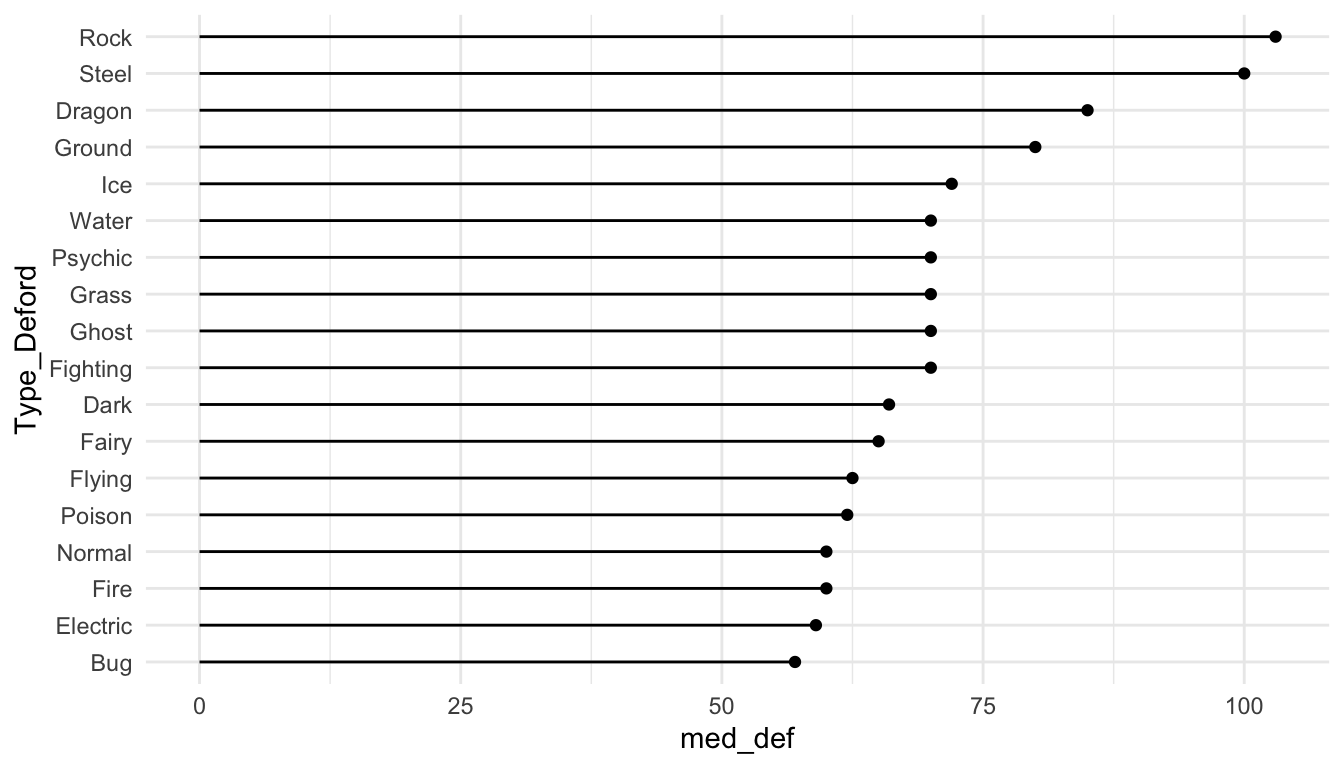 Rock
Steel
Dragon
Ground
Ice
Water
Psychic
Grass
Ghost
Fighting
Dark
Fairy
Flying
Poison
Normal
Fire
Electric
Bug
Type_Deford
0 25 50 75 100
med_def